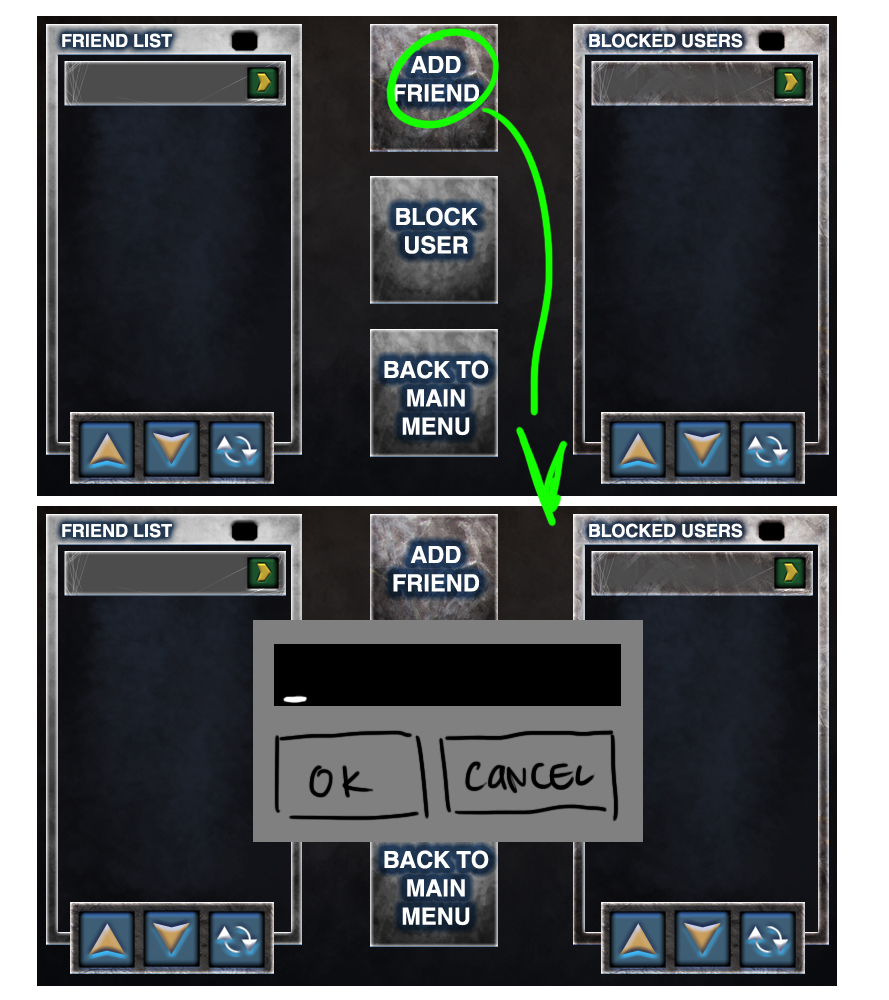 FRIEND LIST
ADD
FRIEND
BLOCKED USERS
BLOCK
USER
BACK TO
MAIN
MENU
FRIEND LIST
ADD
FRIEND
BLOCKED USERS
OK
CANCEL
BACK TO
MAIN
MENU